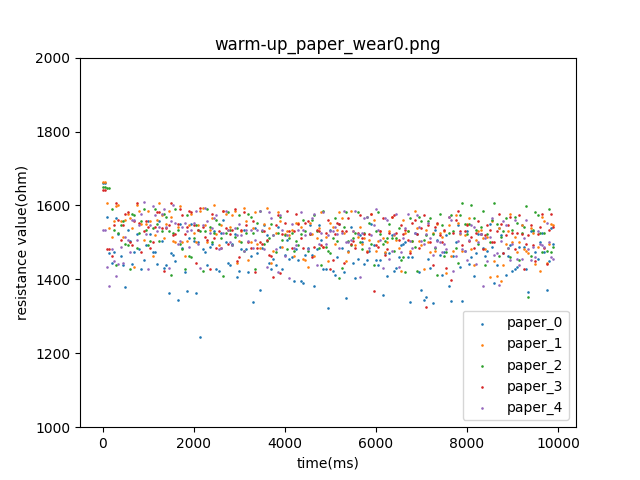 warm-up_paper_wear0.png
2000
1800
1600
1400
1200
1000
resistance value(ohm)
0 2000 4000 6000 8000 10000
time(ms)
paper_0
paper_1
paper_2
paper_3
paper_4